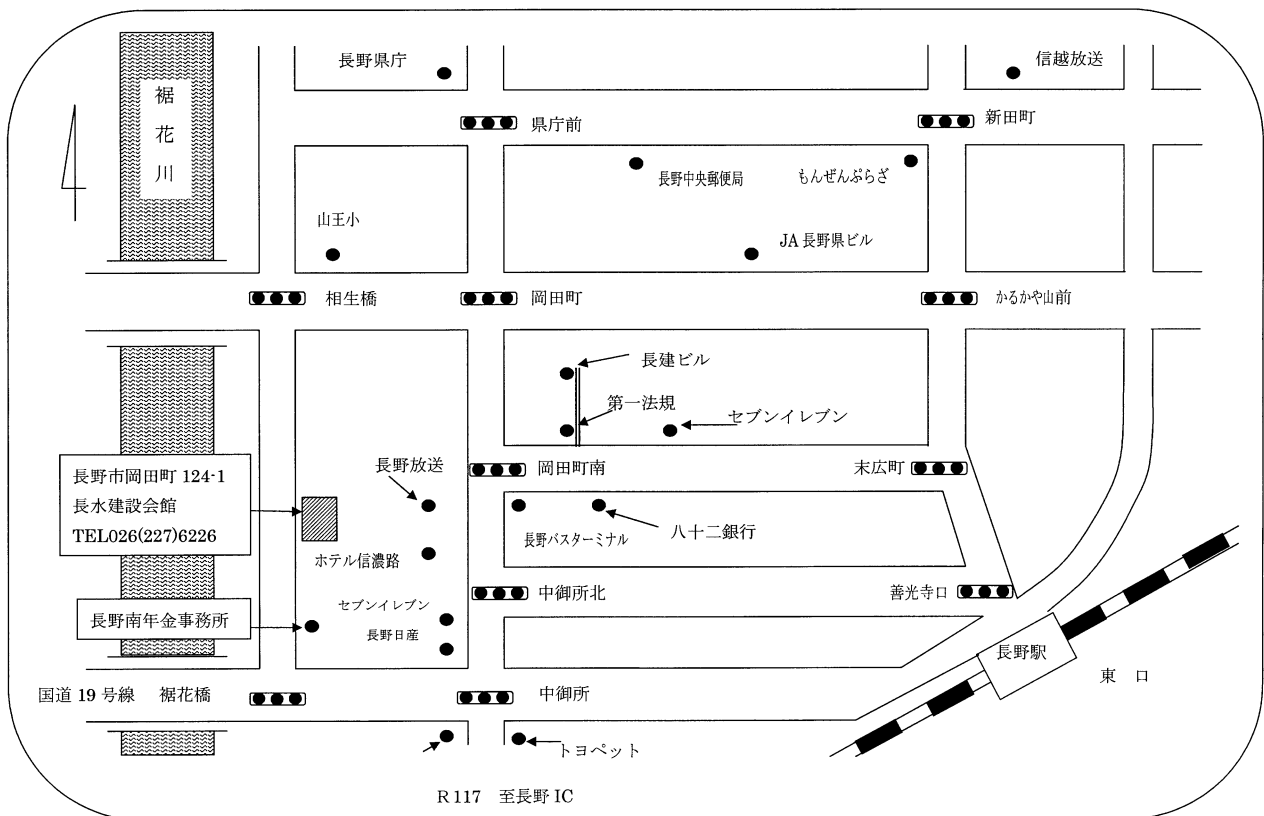 長野県庁
信越放送
裾花川
県庁前
新田町
長野中央郵便局
もんぜんぷらざ
山王小
JA長野県ビル
相生橋
岡田町
かるかや山前
長建ビル
第一法規
セブンイレブン
長野放送
岡田町南
末広町
長野市岡田町 124-1
長水建設会館
TEL026(227)6226
長野バスターミナル
八十二銀行
ホテル信濃路
中御所北
善光寺口
セブンイレブン
長野南年金事務所
長野日産
長野駅
東 口
国道 19 号線 裾花橋
中御所
トヨペット
R117 至長野 IC